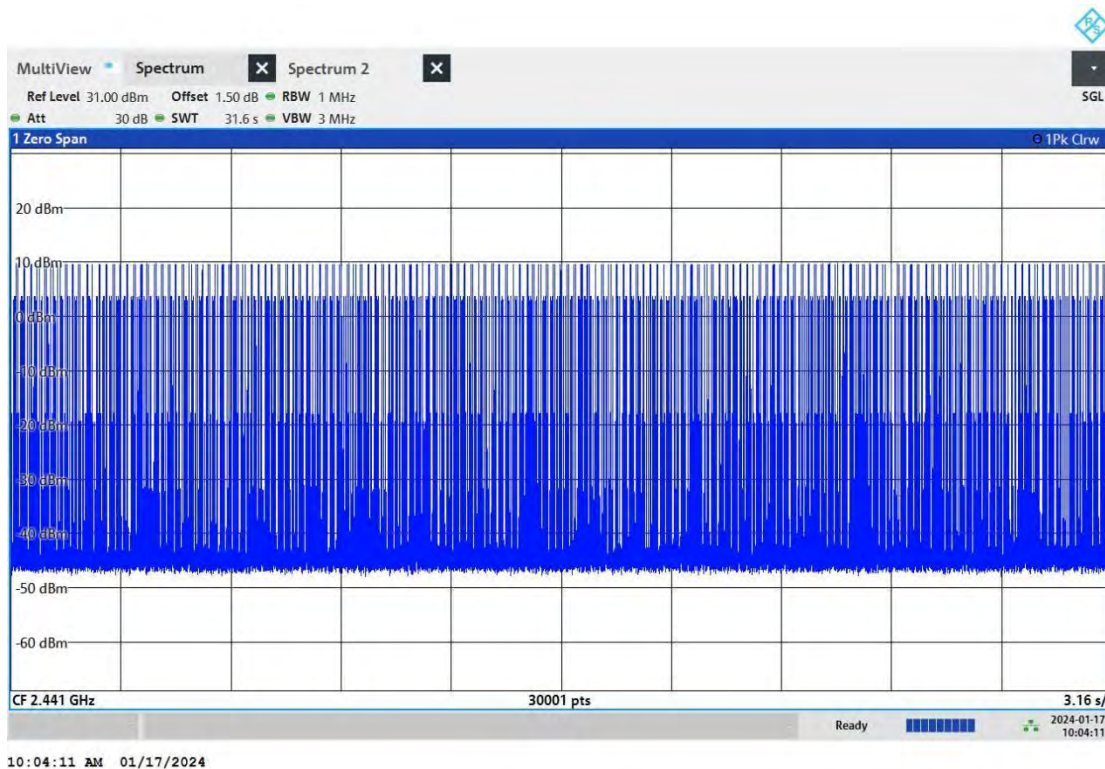 R S
MultiView Spectrum X Spectrum 2 X
Ref Level 31.00 dBm Offset 1.50 dB RBW 1 MHz SGL
Att 30 dB SWT 31.6 s VBW 3 MHz
1 Zero Span 1Pk Clrw
20 dBm
10 dBm
0 dBm
-10 dBm
-20 dBm
-30 dBm
-40 dBm
-50 dBm
-60 dBm
CF 2.441 GHz 30001 pts 3.16 s/
Ready 2024-01-17
10:04:11
10:04:11 AM 01/17/2024